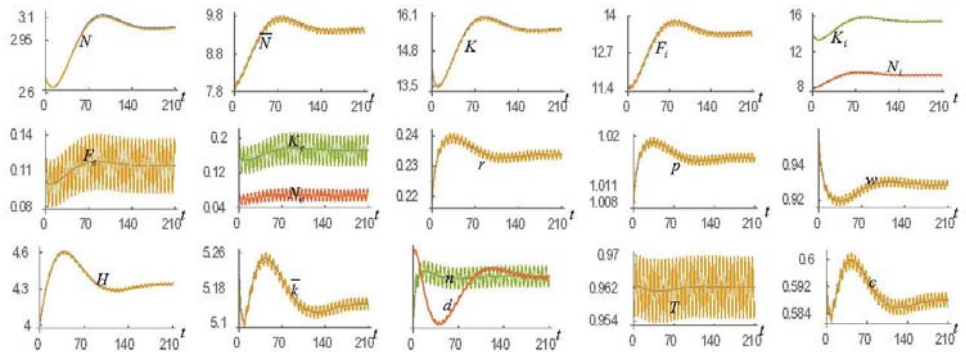 3.1
2.95
2.6
N
0 70 140 210 t
9.8
8.8
7.8
N̅
0 70 140 210 t
16.1
14.5
13.1
K
0 70 140 210 t
14
12.7
11.4
F_i
0 70 140 210 t
16
12
8
K_i
N_i
0 70 140 210 t
0.14
0.11
0.08
0 70 140 210 t
0.2
0.12
0.04
K_e
N_e
0 70 140 210 t
0.24
0.23
0.22
r
0 70 140 210 t
1.02
1.011
1.008
p
0 70 140 210 t
0.94
0.92
w
0 70 140 210 t
4.6
4.3
4
H
0 70 140 210 t
5.26
5.18
5.1
k̅
0 70 140 210 t
n
d
0 70 140 210 t
0.97
0.962
0.954
T
0 70 140 210 t
0.6
0.592
0.584
c
0 70 140 210 t